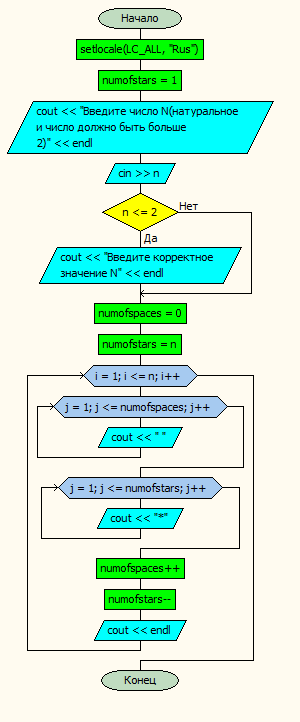 Начало
setlocale(LC_ALL, "Rus")
numofstars = 1
cout << "Введите число N(натуральное
и число должно быть больше
2)" << endl
cin >> n
n <= 2
Нет
Да
cout << "Введите корректное
значение N" << endl
numofspaces = 0
numofstars = n
i = 1; i <= n; i++
j = 1; j <= numofspaces; j++
cout << " "
j = 1; j <= numofstars; j++
cout << "*"
numofspaces++
numofstars--
cout << endl
Конец